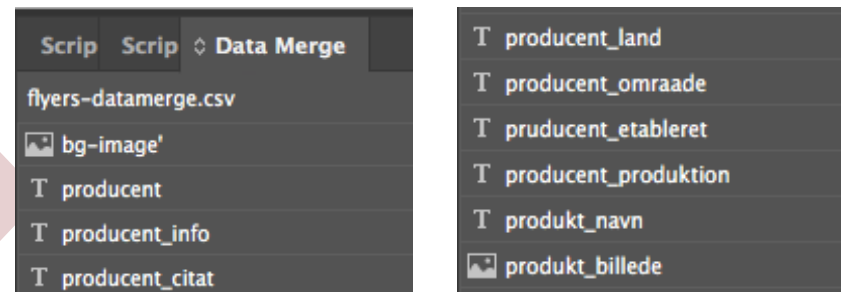 Scrip Scrip Data Merge
flyers-datamerge.csv
bg-image'
T producent
T producent_info
T producent_citat
T producent_land
T producent_omraade
T pruducent_etableret
T producent_produktion
T produkt_navn
produkt_billede